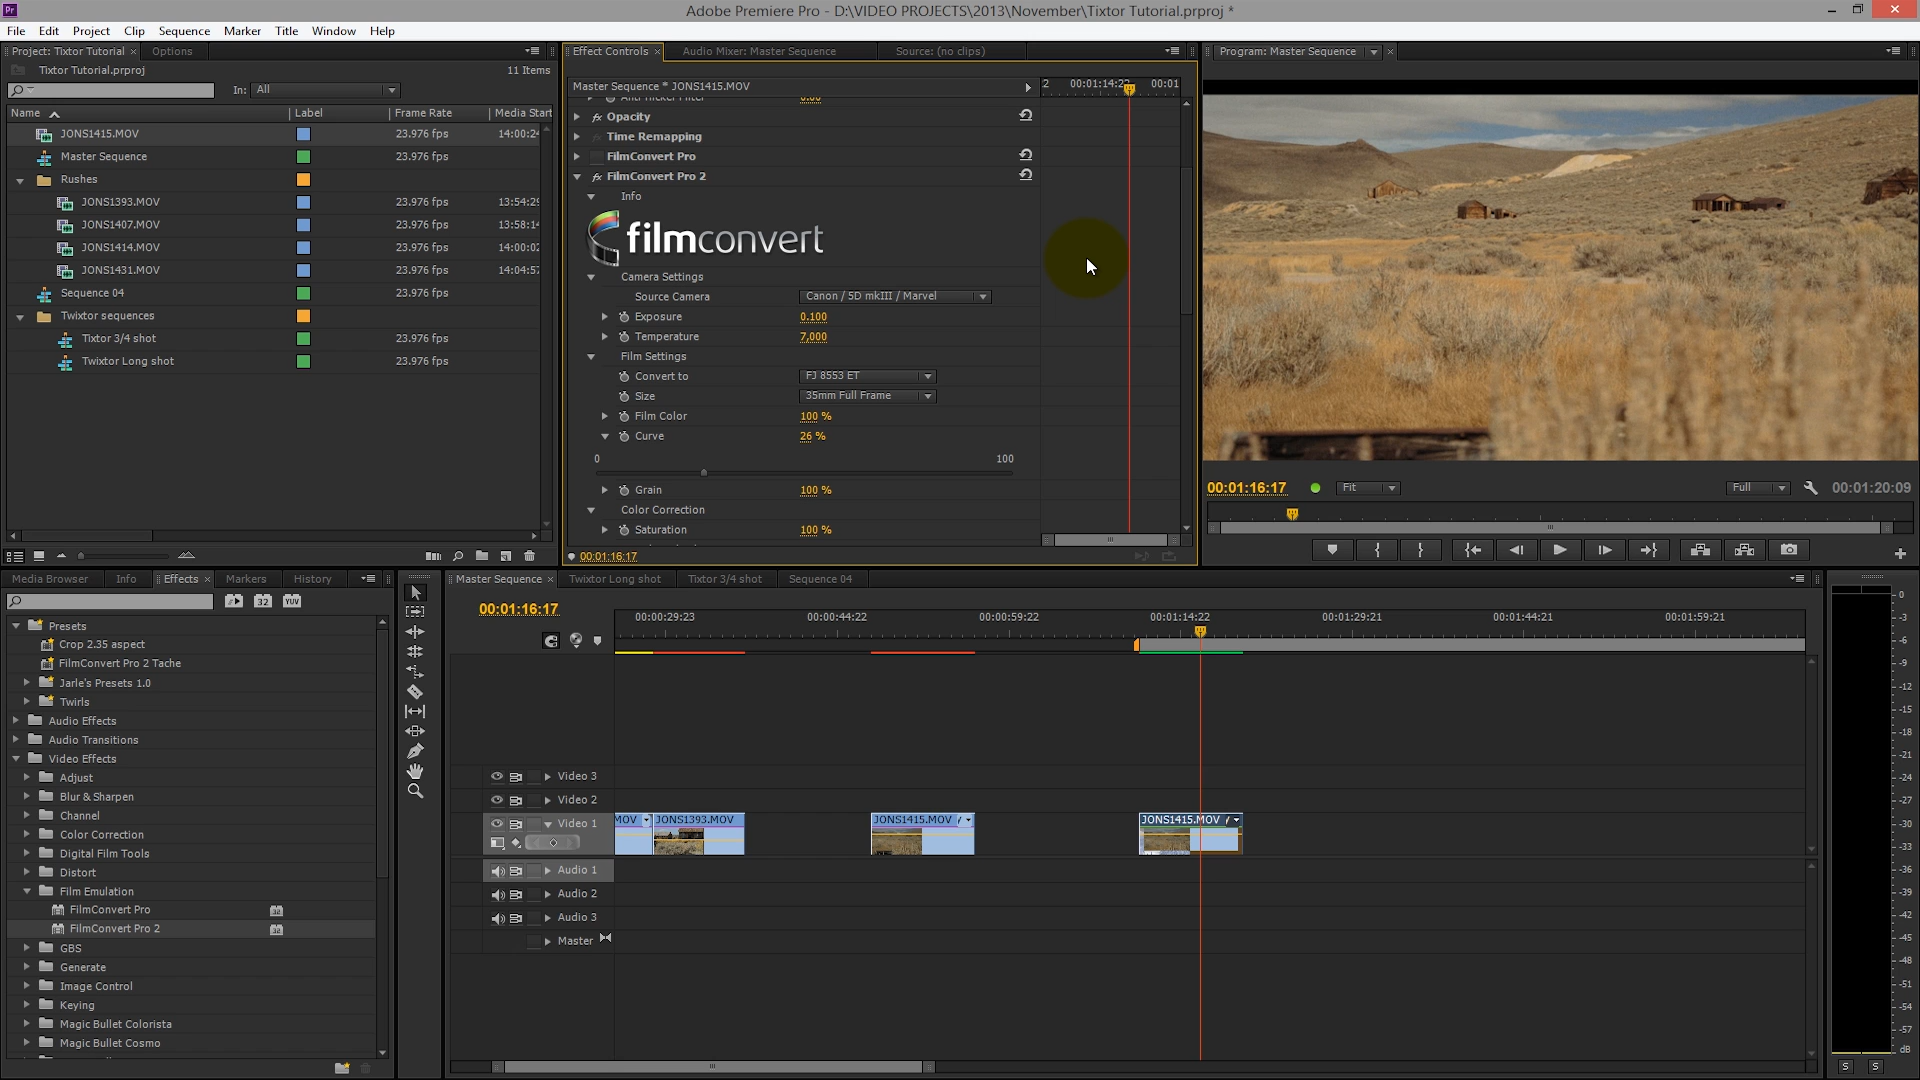 Adobe Premiere Pro - D:\VIDEO PROJECTS\2013\November\Tixtor Tutorial.prproj *
File Edit Project Clip Sequence Marker Title Window Help
Project: Tixtor Tutorial × Options
Tixtor Tutorial.prproj 11 Items
In: All
Name Label Frame Rate Media Start
JONS1415.MOV 23.976 fps 14:00:24
Master Sequence 23.976 fps
Rushes
JONS1393.MOV 23.976 fps 13:54:29
JONS1407.MOV 23.976 fps 13:58:14
JONS1414.MOV 23.976 fps 14:00:02
JONS1431.MOV 23.976 fps 14:04:57
Sequence 04 23.976 fps
Twixtor sequences
Tixtor 3/4 shot 23.976 fps
Twixtor Long shot 23.976 fps
Effect Controls × Audio Mixer: Master Sequence Source: (no clips)
Master Sequence * JONS1415.MOV
2 00:01:14:22 00:01
Anti-flicker Filter 0.00
fx Opacity
Time Remapping
FilmConvert Pro
fx FilmConvert Pro 2
Info
filmconvert
Camera Settings
Source Camera Canon / 5D mkIII / Marvel
Exposure 0.100
Temperature 7,000
Film Settings
Convert to FJ 8553 ET
Size 35mm Full Frame
Film Color 100 %
Curve 26 %
0 100
Grain 100 %
Color Correction
Saturation 100 %
00:01:16:17
Program: Master Sequence ×
00:01:16:17 Fit Full 00:01:20:09
Media Browser Info Effects × Markers History
32 YUV
Presets
Crop 2.35 aspect
FilmConvert Pro 2 Tache
Jarle's Presets 1.0
Twirls
Audio Effects
Audio Transitions
Video Effects
Adjust
Blur & Sharpen
Channel
Color Correction
Digital Film Tools
Distort
Film Emulation
FilmConvert Pro 32
FilmConvert Pro 2 32
GBS
Generate
Image Control
Keying
Magic Bullet Colorista
Magic Bullet Cosmo
Master Sequence × Twixtor Long shot Tixtor 3/4 shot Sequence 04
00:01:16:17
00:00:29:23 00:00:44:22 00:00:59:22 00:01:14:22 00:01:29:21 00:01:44:21 00:01:59:21
Video 3
Video 2
Video 1
MOV JONS1393.MOV JONS1415.MOV JONS1415.MOV
Audio 1
Audio 2
Audio 3
Master
0
-3
-6
-9
-12
-15
-18
-21
-24
-27
-30
-33
-36
-39
-42
-45
-48
-51
-54
-57
dB
S S